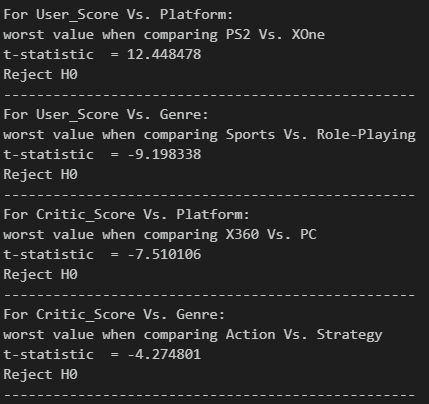 For User_Score Vs. Platform:
worst value when comparing PS2 Vs. XOne
t-statistic  = 12.448478
Reject H0
--------------------------------------------------
For User_Score Vs. Genre:
worst value when comparing Sports Vs. Role-Playing
t-statistic  = -9.198338
Reject H0
--------------------------------------------------
For Critic_Score Vs. Platform:
worst value when comparing X360 Vs. PC
t-statistic  = -7.510106
Reject H0
--------------------------------------------------
For Critic_Score Vs. Genre:
worst value when comparing Action Vs. Strategy
t-statistic  = -4.274801
Reject H0
--------------------------------------------------